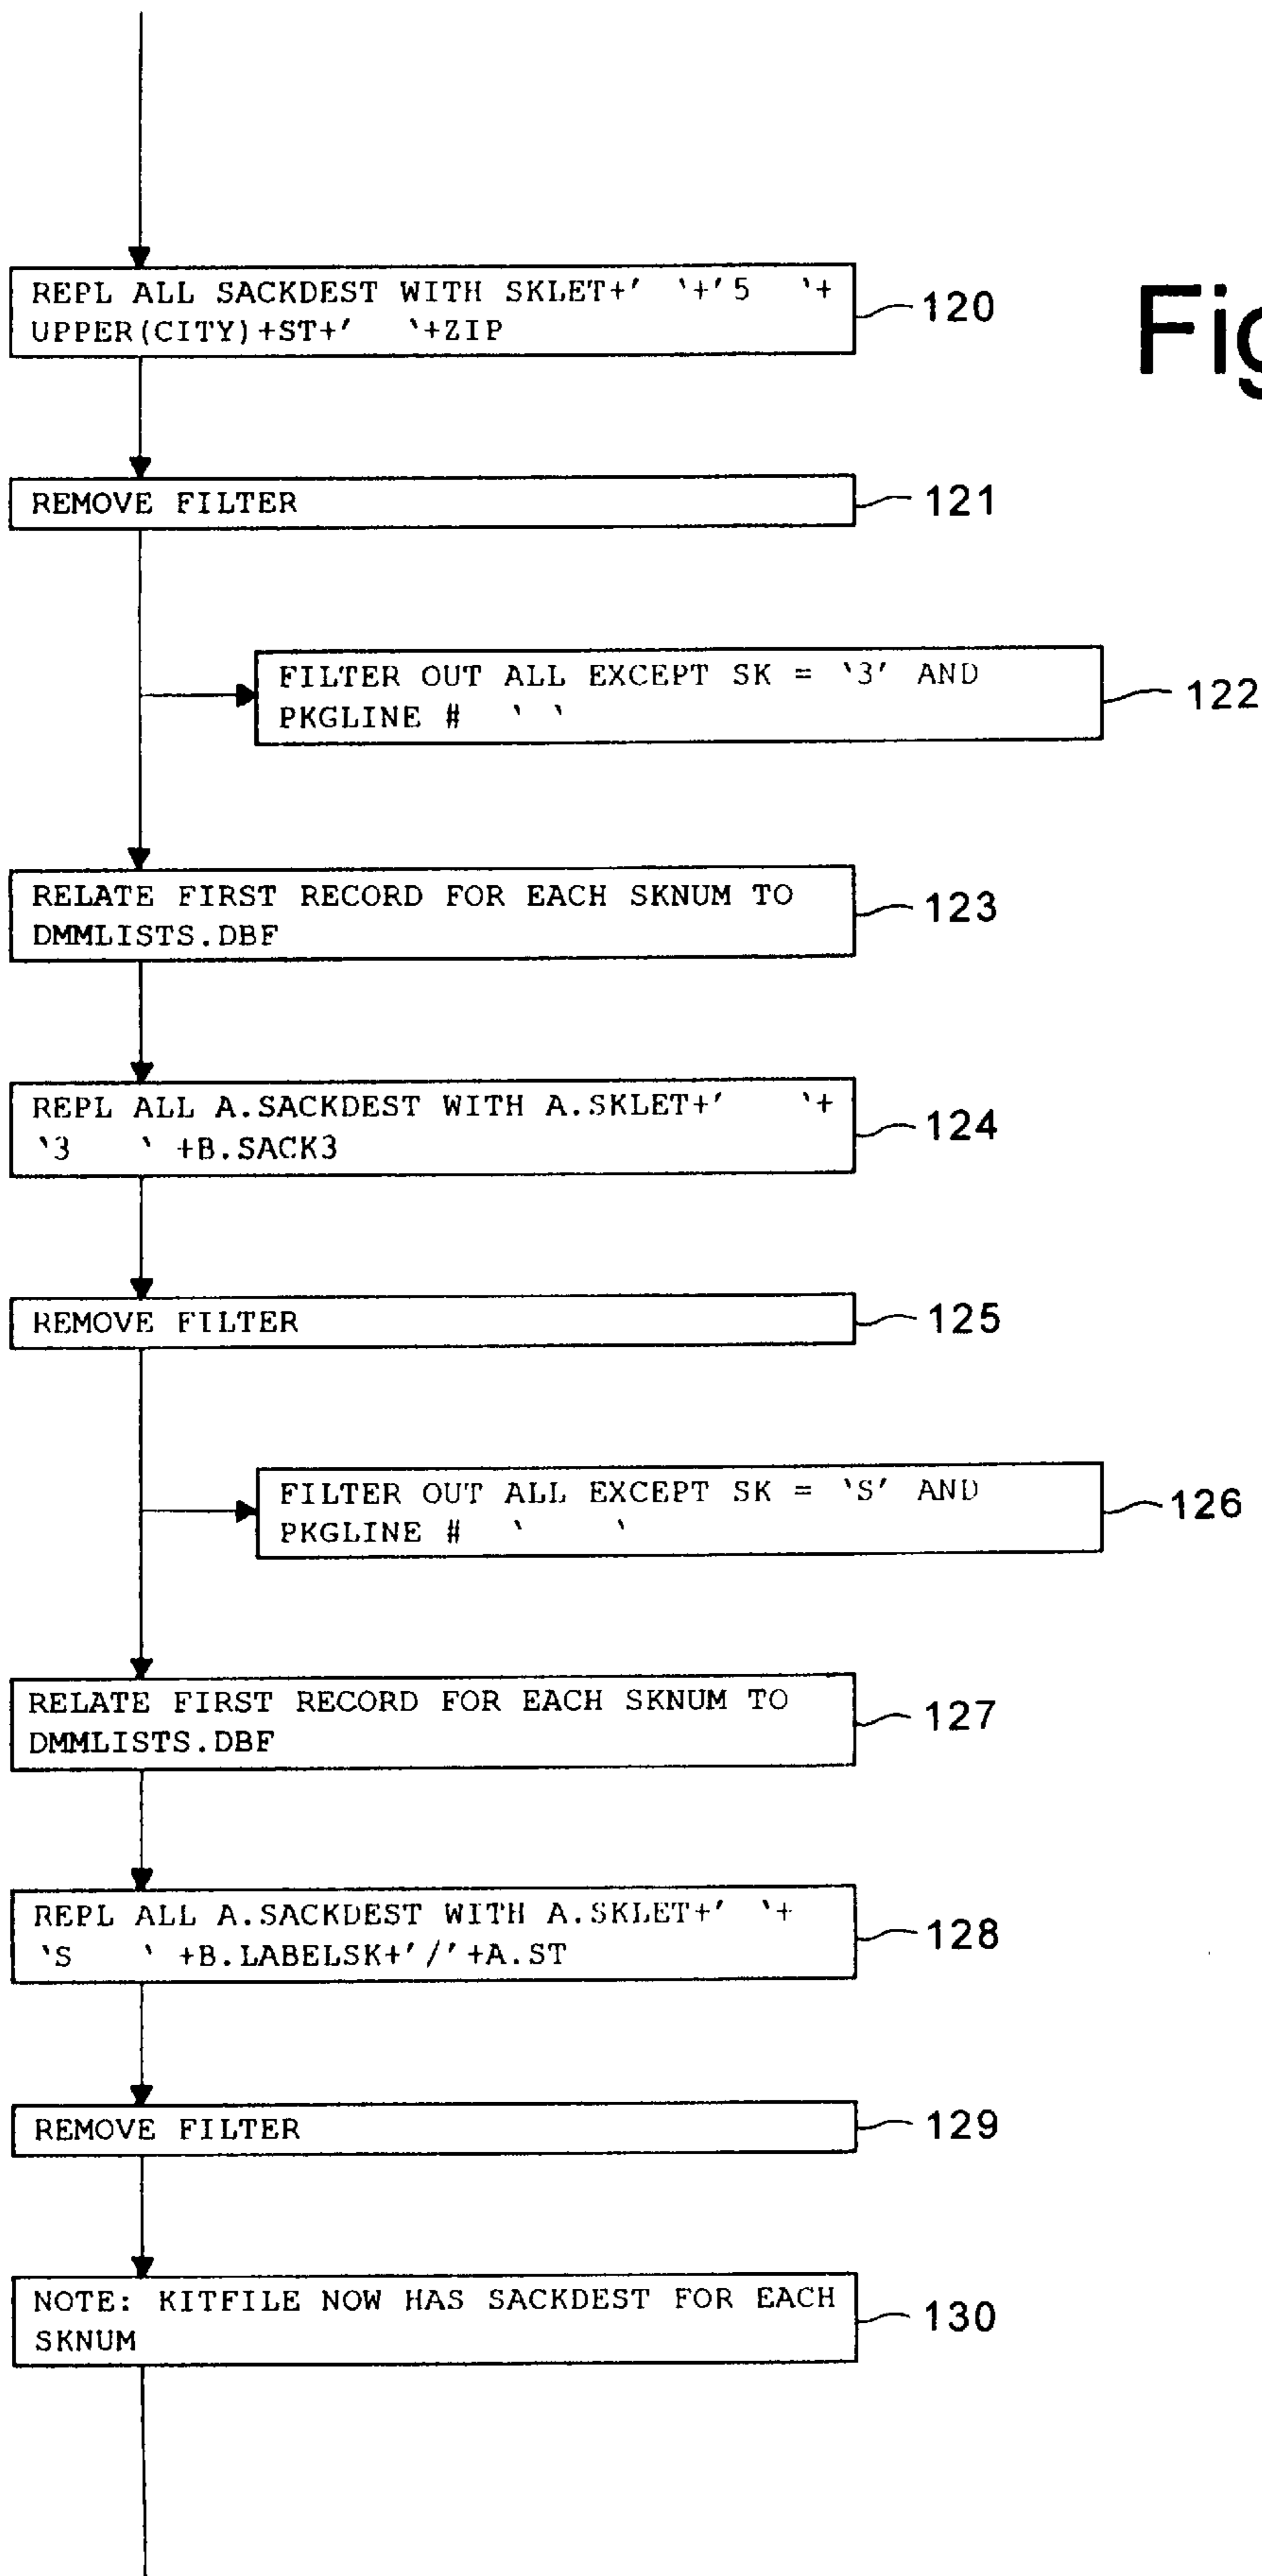 REPL ALL SACKDEST WITH SKLET+' `+'5 `+
UPPER(CITY)+ST+' `+ZIP
120
Fig
REMOVE FILTER
121
FILTER OUT ALL EXCEPT SK = `3' AND
PKGLINE # ` `
122
RELATE FIRST RECORD FOR EACH SKNUM TO
DMMLISTS.DBF
123
REPL ALL A.SACKDEST WITH A.SKLET+' `+
`3 ` +B.SACK3
124
REMOVE FILTER
125
FILTER OUT ALL EXCEPT SK = `S' AND
PKGLINE # ` `
126
RELATE FIRST RECORD FOR EACH SKNUM TO
DMMLISTS.DBF
127
REPL ALL A.SACKDEST WITH A.SKLET+' `+
`S ` +B.LABELSK+'/'+A.ST
128
REMOVE FILTER
129
NOTE: KITFILE NOW HAS SACKDEST FOR EACH
SKNUM
130